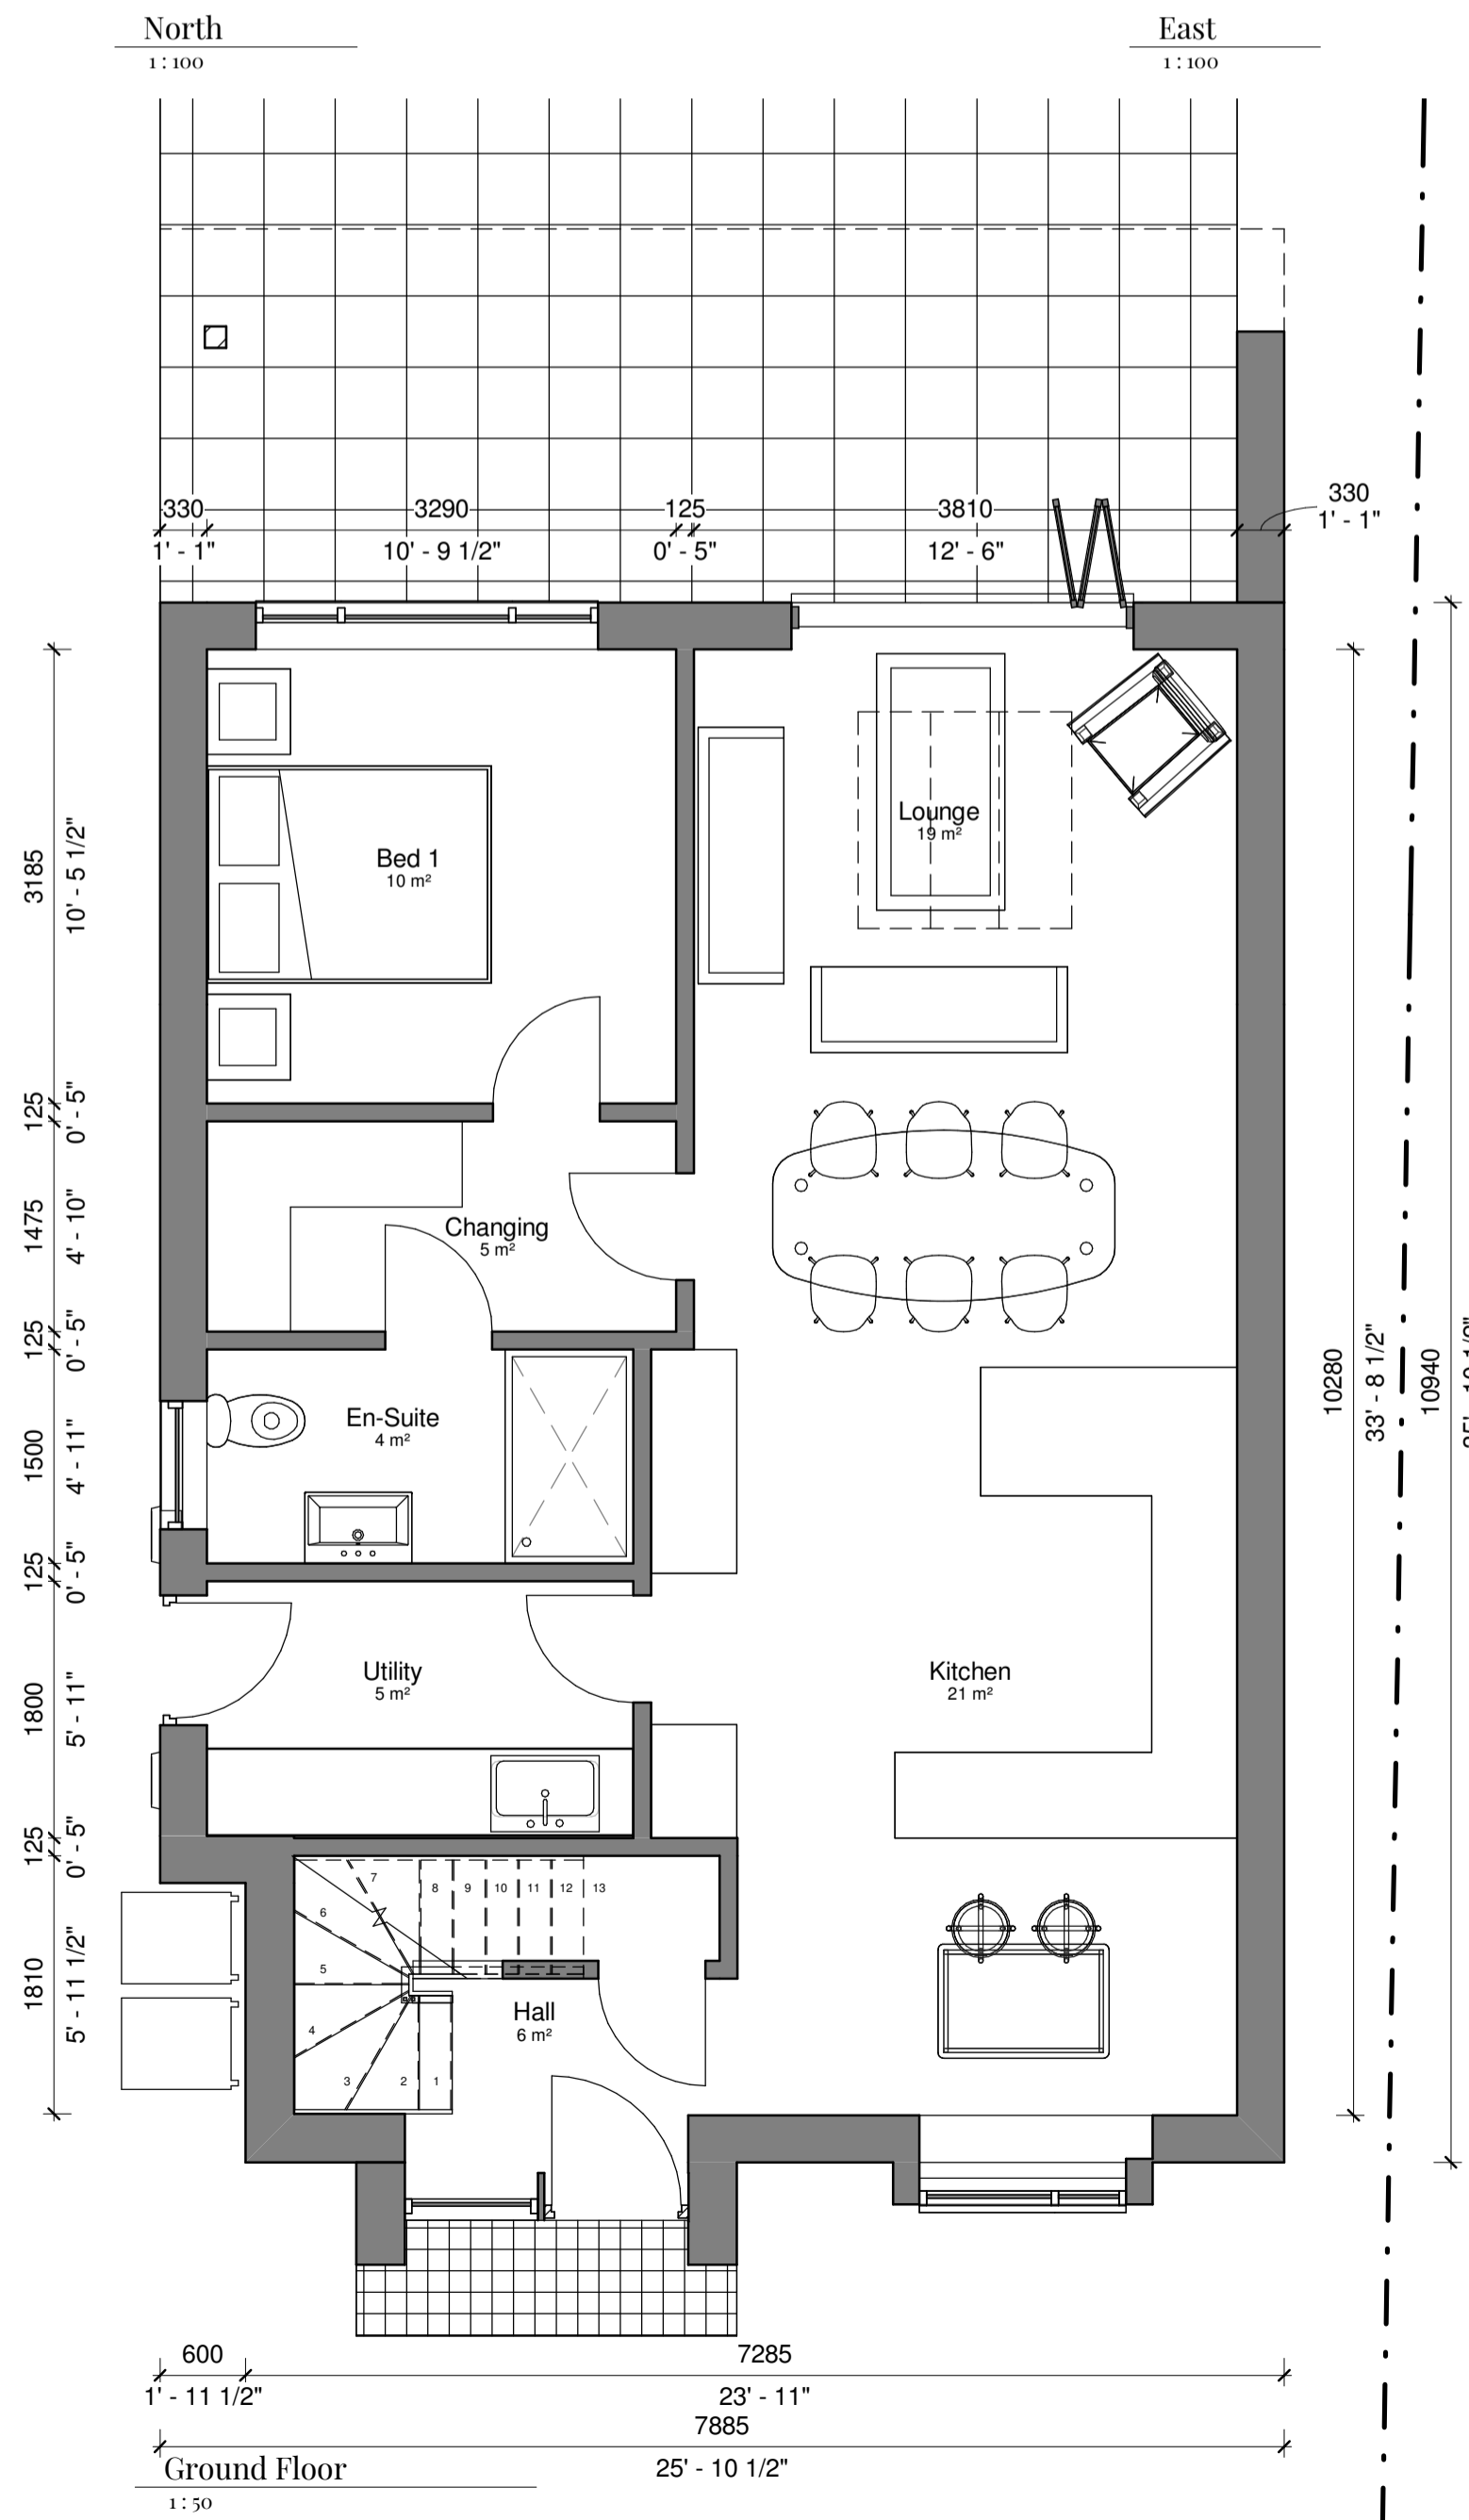 North
1 : 100
East
1 : 100
330
3290
125
3810
330
1' - 1"
10' - 9 1/2"
0' - 5"
12' - 6"
1' - 1"
3185
10' - 5 1/2"
125
0' - 5"
1475
4' - 10"
125
0' - 5"
1500
4' - 11"
125
0' - 5"
1800
5' - 11"
125
0' - 5"
1810
5' - 11 1/2"
Bed 1
10 m²
Lounge
19 m²
Changing
5 m²
En-Suite
4 m²
Utility
5 m²
Kitchen
21 m²
7
8
9
10
11
12
13
6
5
4
3
2
1
Hall
6 m²
10280
33' - 8 1/2"
10940
600
7285
1' - 11 1/2"
23' - 11"
7885
25' - 10 1/2"
Ground Floor
1 : 50